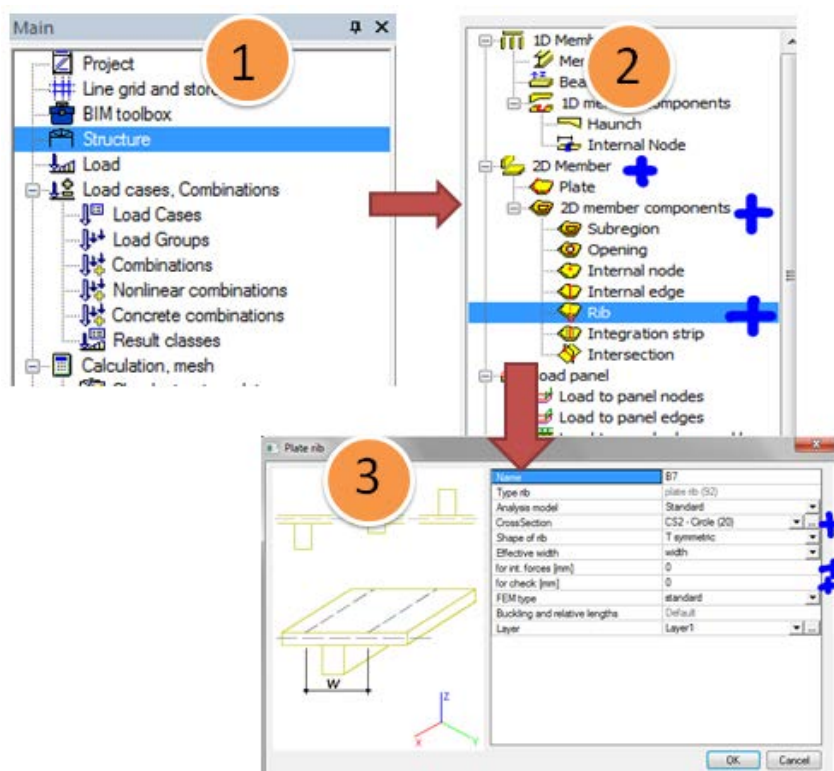 Main
1
Project
Line grid and
BIM toolbox
Structure
Load
Load cases, Combinations
Load Cases
Load Groups
Combinations
Nonlinear combinations
Concrete combinations
Result classes
Calculation, mesh
2
1D
1D components
Haunch
Internal Node
2D Member
Plate
2D member components
Subregion
Opening
Internal node
Internal edge
Rib
Integration strip
Intersection
panel
Load to panel nodes
Load to panel edges
3
Plate rib
Name B7
Type rib plate rib (92)
Analysis model Standard
CrossSection CS2 - Circle (20) ...
Shape of rib T symmetric
Effective width width
for int. forces [mm] 0
for check [mm] 0
FEM type standard
Buckling and relative lengths Default
Layer Layer1 ...
W
Z
X
Y
OK Cancel